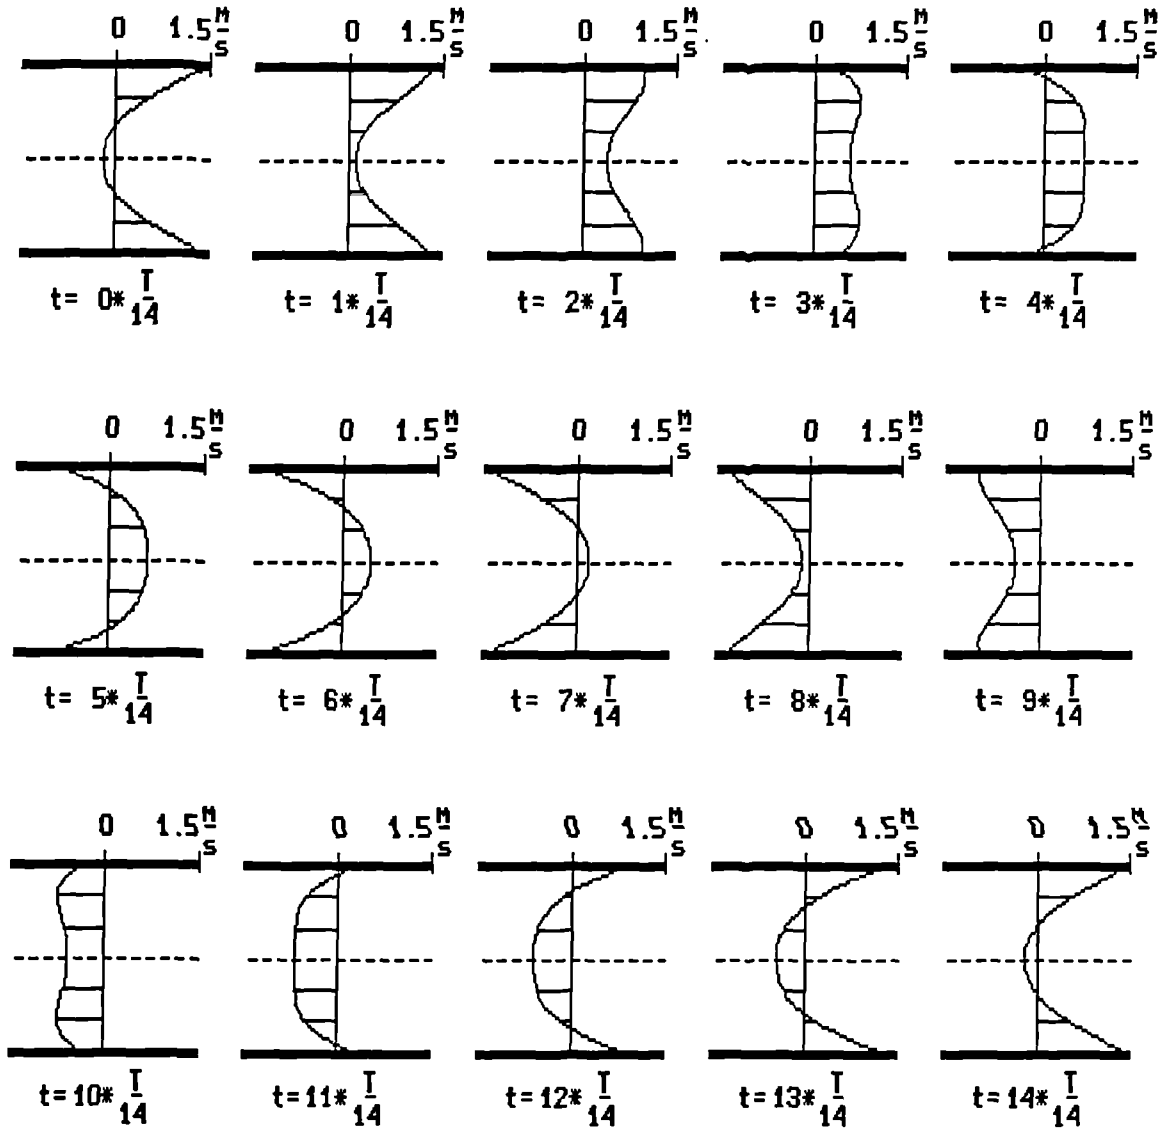 0 1.5 M/S 0 1.5 M/S 0 1.5 M/S 0 1.5 M/S 0 1.5 M/S
t= 0* T/14 t= 1* T/14 t= 2* T/14 t= 3* T/14 t= 4* T/14
0 1.5 M/S 0 1.5 M/S 0 1.5 M/S 0 1.5 M/S 0 1.5 M/S
t= 5* T/14 t= 6* T/14 t= 7* T/14 t= 8* T/14 t= 9* T/14
0 1.5 M/S 0 1.5 M/S 0 1.5 M/S 0 1.5 M/S 0 1.5 M/S
t=10* T/14 t=11* T/14 t=12* T/14 t=13* T/14 t=14* T/14